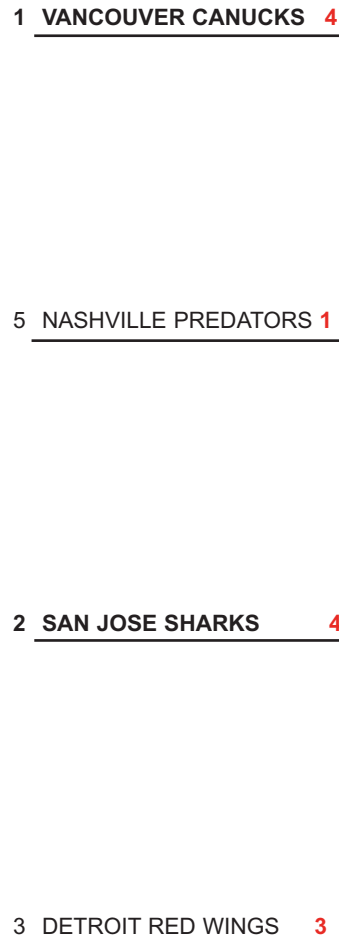 1 VANCOUVER CANUCKS 4
5 NASHVILLE PREDATORS 1
2 SAN JOSE SHARKS 4
3 DETROIT RED WINGS 3